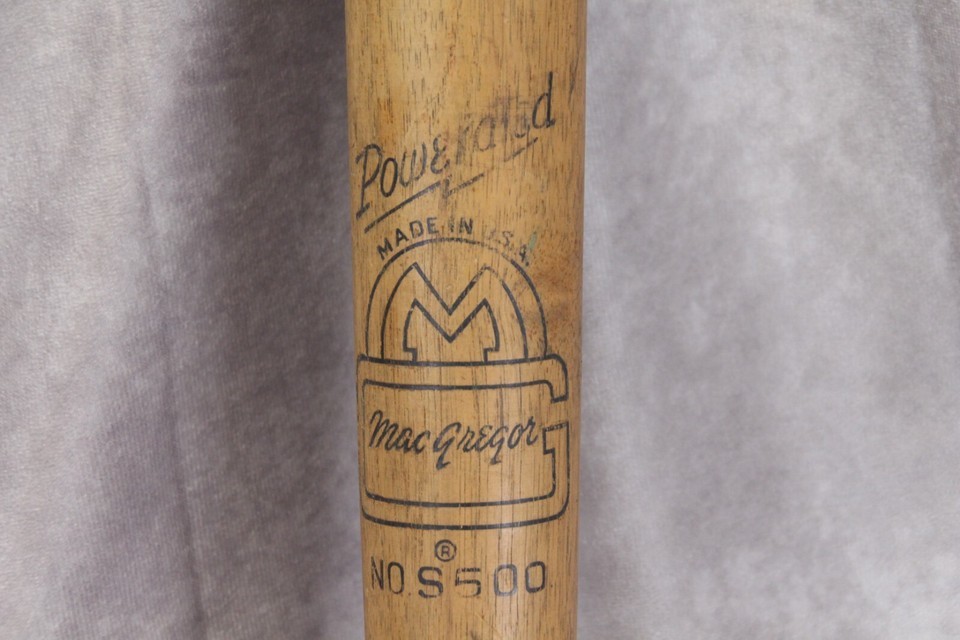 Powerized
MADE IN U.S.A.
M
MacGregor
®
NO. S500